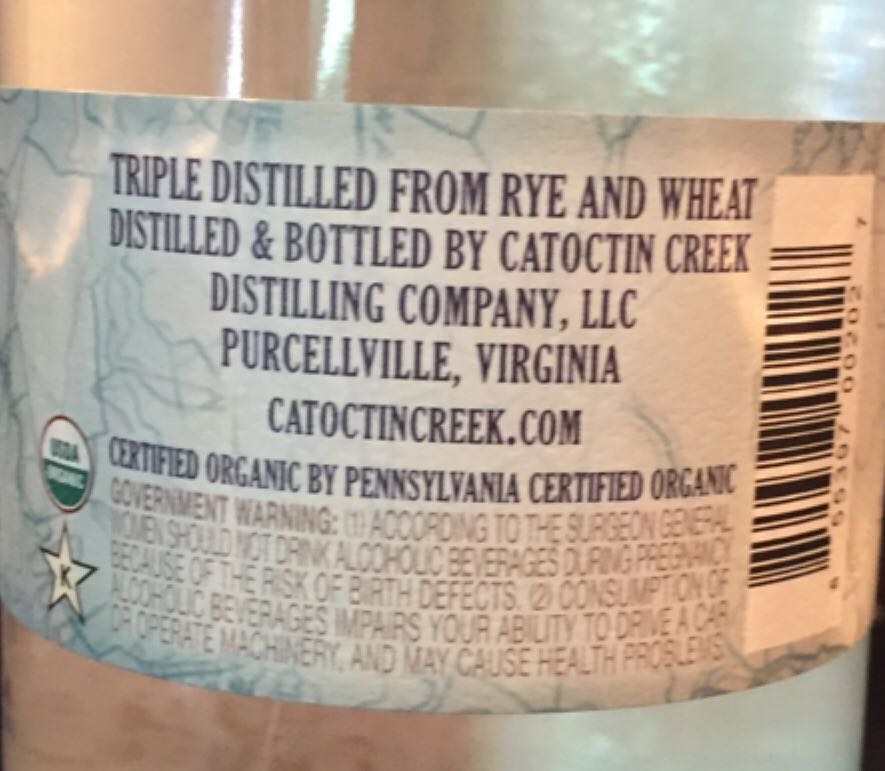 TRIPLE DISTILLED FROM RYE AND WHEAT
DISTILLED & BOTTLED BY CATOCTIN CREEK
DISTILLING COMPANY, LLC
PURCELLVILLE, VIRGINIA
CATOCTINCREEK.COM
CERTIFIED ORGANIC BY PENNSYLVANIA CERTIFIED ORGANIC
GOVERNMENT WARNING: (1) ACCORDING TO THE SURGEON GENERAL
WOMEN SHOULD NOT DRINK ALCOHOLIC BEVERAGES DURING PREGNANCY
BECAUSE OF THE RISK OF BIRTH DEFECTS. (2) CONSUMPTION OF
ALCOHOLIC BEVERAGES IMPAIRS YOUR ABILITY TO DRIVE A CAR
OR OPERATE MACHINERY, AND MAY CAUSE HEALTH PROBLEMS.
USDA
ORGANIC
K